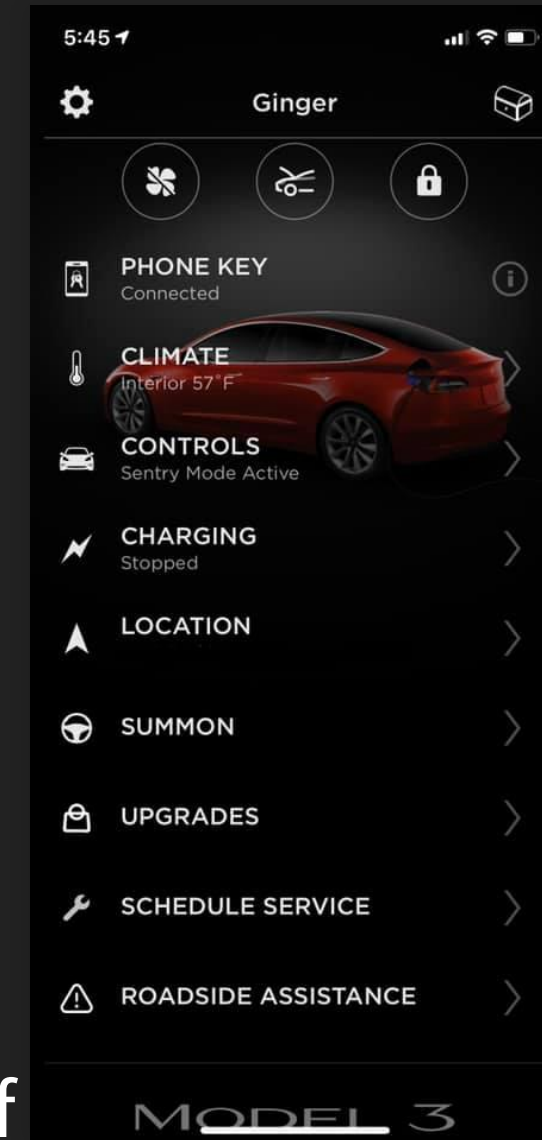 5:45
Ginger
PHONE KEY
Connected
CLIMATE
Interior 57°F
CONTROLS
Sentry Mode Active
CHARGING
Stopped
LOCATION
SUMMON
UPGRADES
SCHEDULE SERVICE
ROADSIDE ASSISTANCE
f
MODEL 3